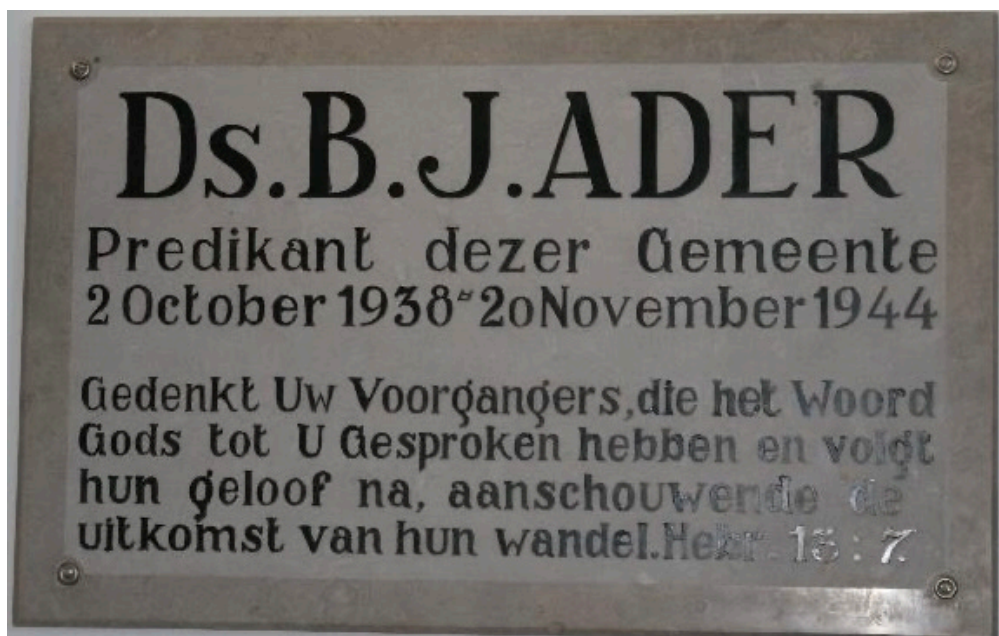 Ds. B. J. ADER
Predikant dezer Gemeente
2 October 1938 - 20 November 1944
Gedenkt Uw Voorgangers, die het Woord
Gods tot U Gesproken hebben en volgt
hun geloof na, aanschouwende de
uitkomst van hun wandel. Hebr. 13 : 7.